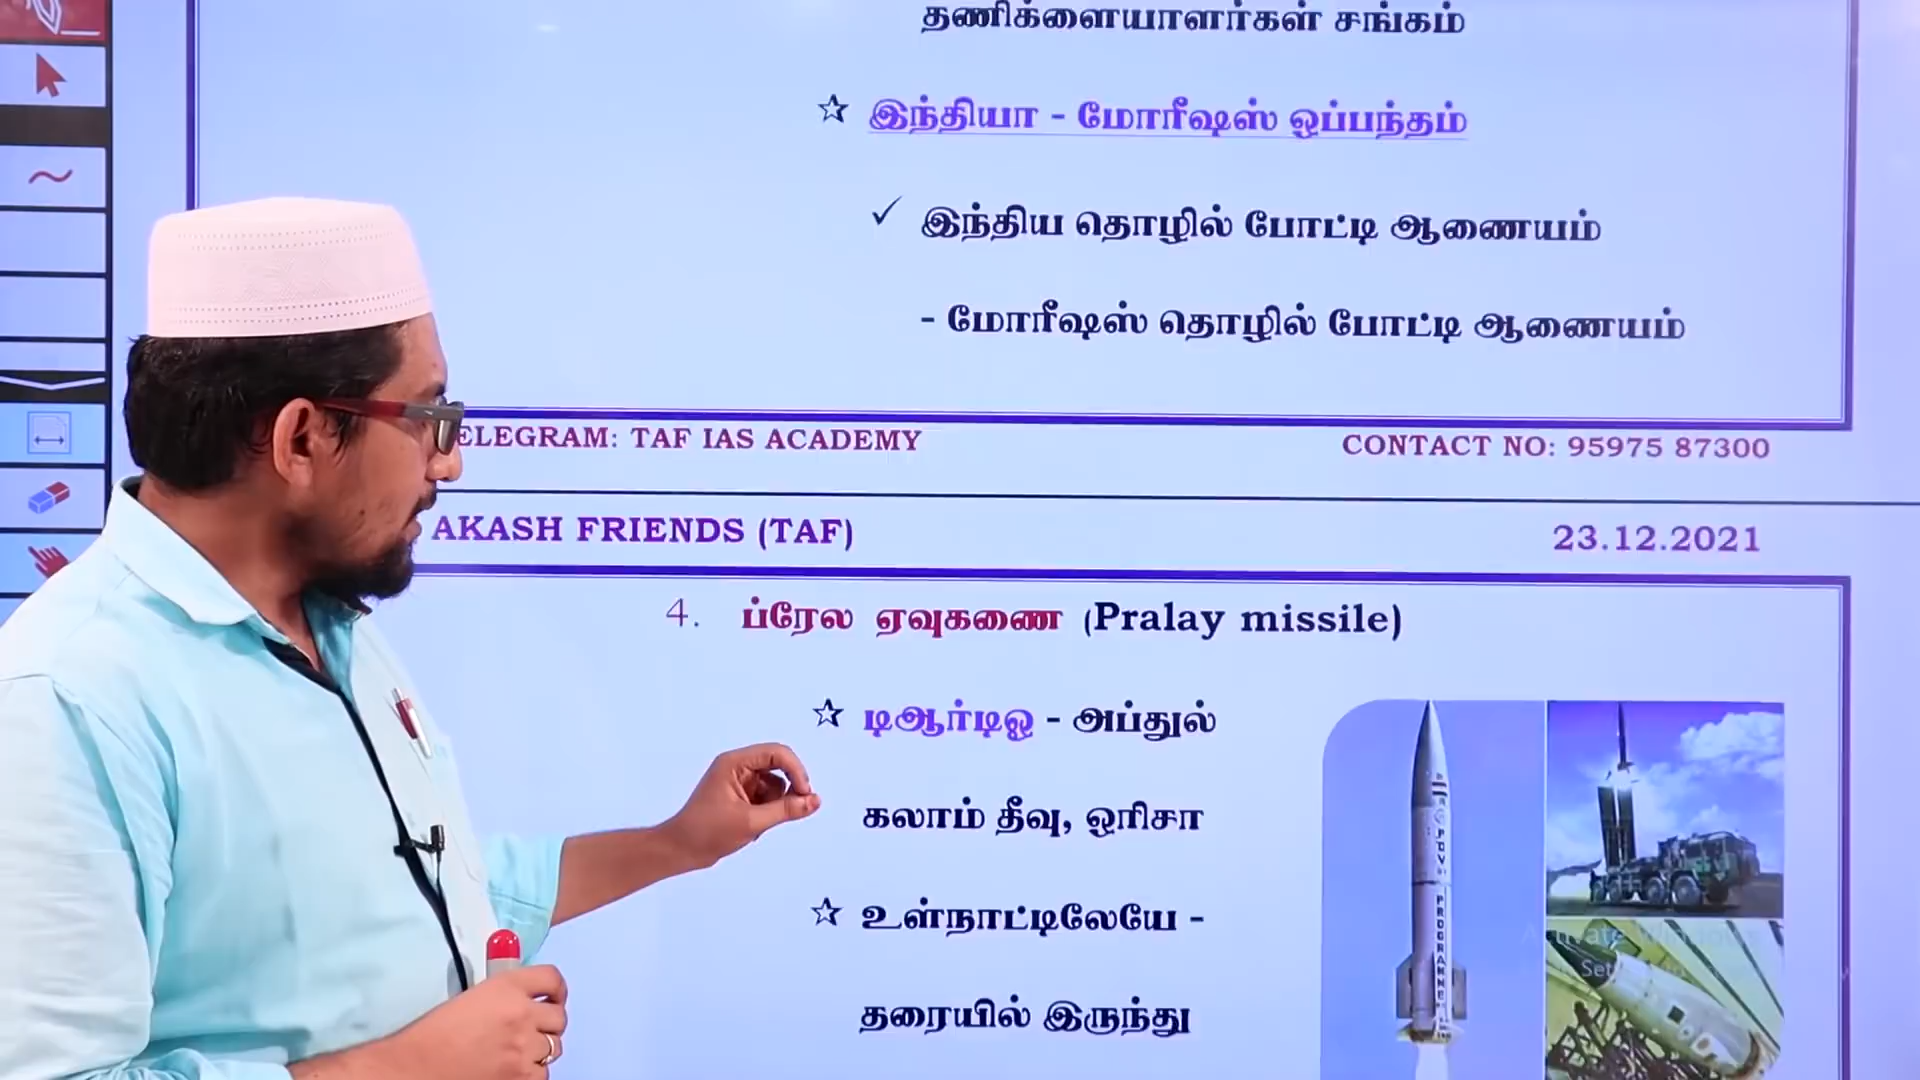 தணிக்ளையாளர்கள் சங்கம்
☆ இந்தியா - மோரீஷஸ் ஒப்பந்தம்
✓ இந்திய தொழில் போட்டி ஆணையம்
- மோரீஷஸ் தொழில் போட்டி ஆணையம்
ELEGRAM: TAF IAS ACADEMY CONTACT NO: 95975 87300
AKASH FRIENDS (TAF) 23.12.2021
4. ப்ரேல ஏவுகணை (Pralay missile)
☆ டிஆர்டிஓ - அப்துல்
கலாம் தீவு, ஒரிசா
☆ உள்நாட்டிலேயே -
தரையில் இருந்து
PROGRAMME